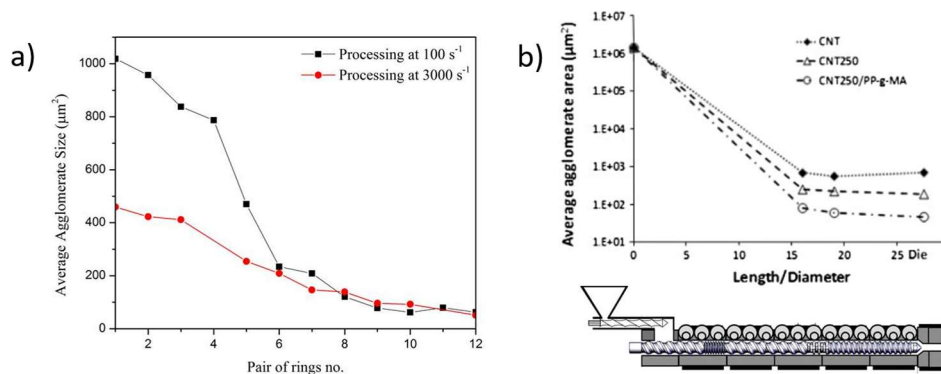 a)
Average Agglomerate Size (μm²)
1000
800
600
400
200
0
Processing at 100 s⁻¹
Processing at 3000 s⁻¹
2
4
6
8
10
12
Pair of rings no.
b)
Average agglomerate area (μm²)
1.E+07
1.E+06
1.E+05
1.E+04
1.E+03
1.E+02
1.E+01
CNT
CNT250
CNT250/PP-g-MA
0
5
10
15
20
25 Die
Length/Diameter